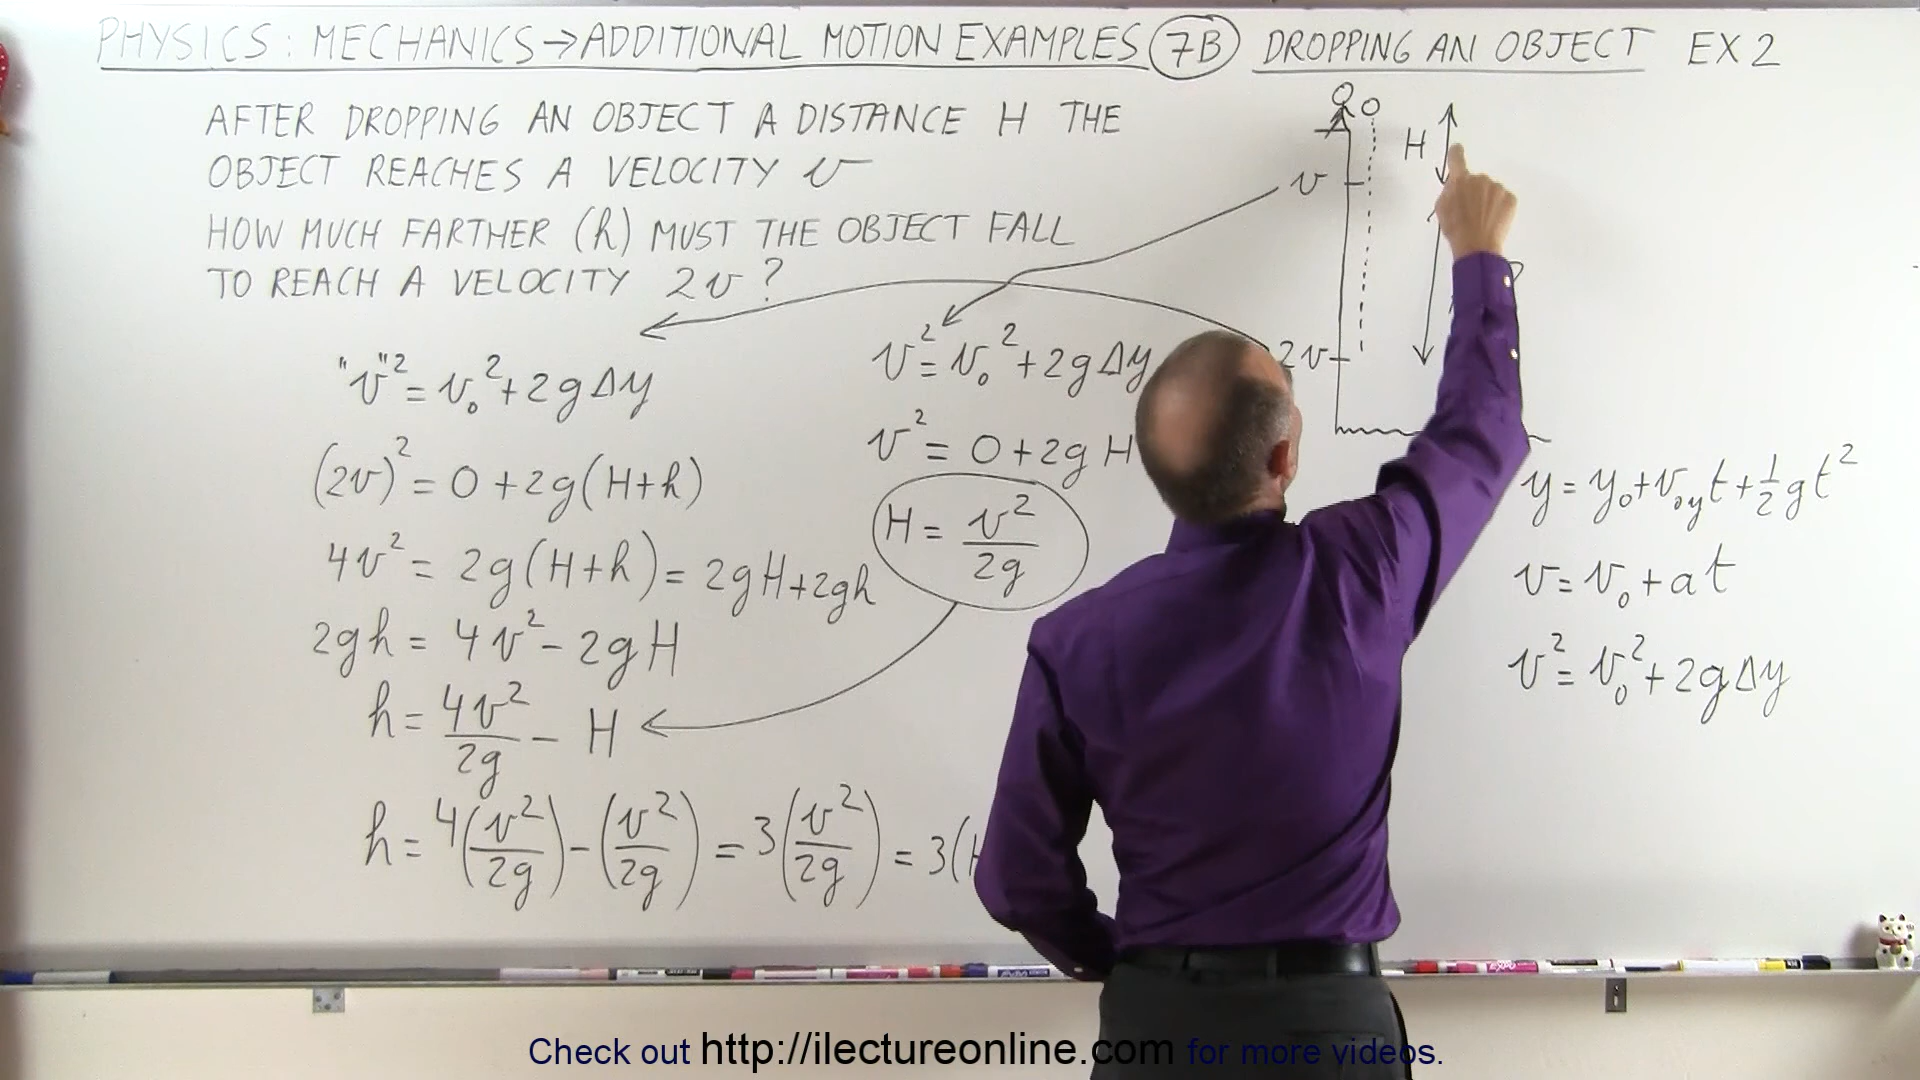 PHYSICS: MECHANICS→ADDITIONAL MOTION EXAMPLES 7B DROPPING AN OBJECT EX 2
AFTER DROPPING AN OBJECT A DISTANCE H THE
OBJECT REACHES A VELOCITY v
HOW MUCH FARTHER (h) MUST THE OBJECT FALL
TO REACH A VELOCITY 2v?
"v"² = v₀² + 2gΔy
(2v)² = 0 + 2g(H+h)
4v² = 2g(H+h) = 2gH + 2gh
2gh = 4v² - 2gH
h = 4v²/2g - H
h = 4(v²/2g) - (v²/2g) = 3(v²/2g) = 3(
v² = v₀² + 2gΔy
v² = 0 + 2gH
H = v²/2g
H
v
2v
y = y₀ + v₀yt + ½gt²
v = v₀ + at
v² = v₀² + 2gΔy
Check out http://ilectureonline.com for more videos.